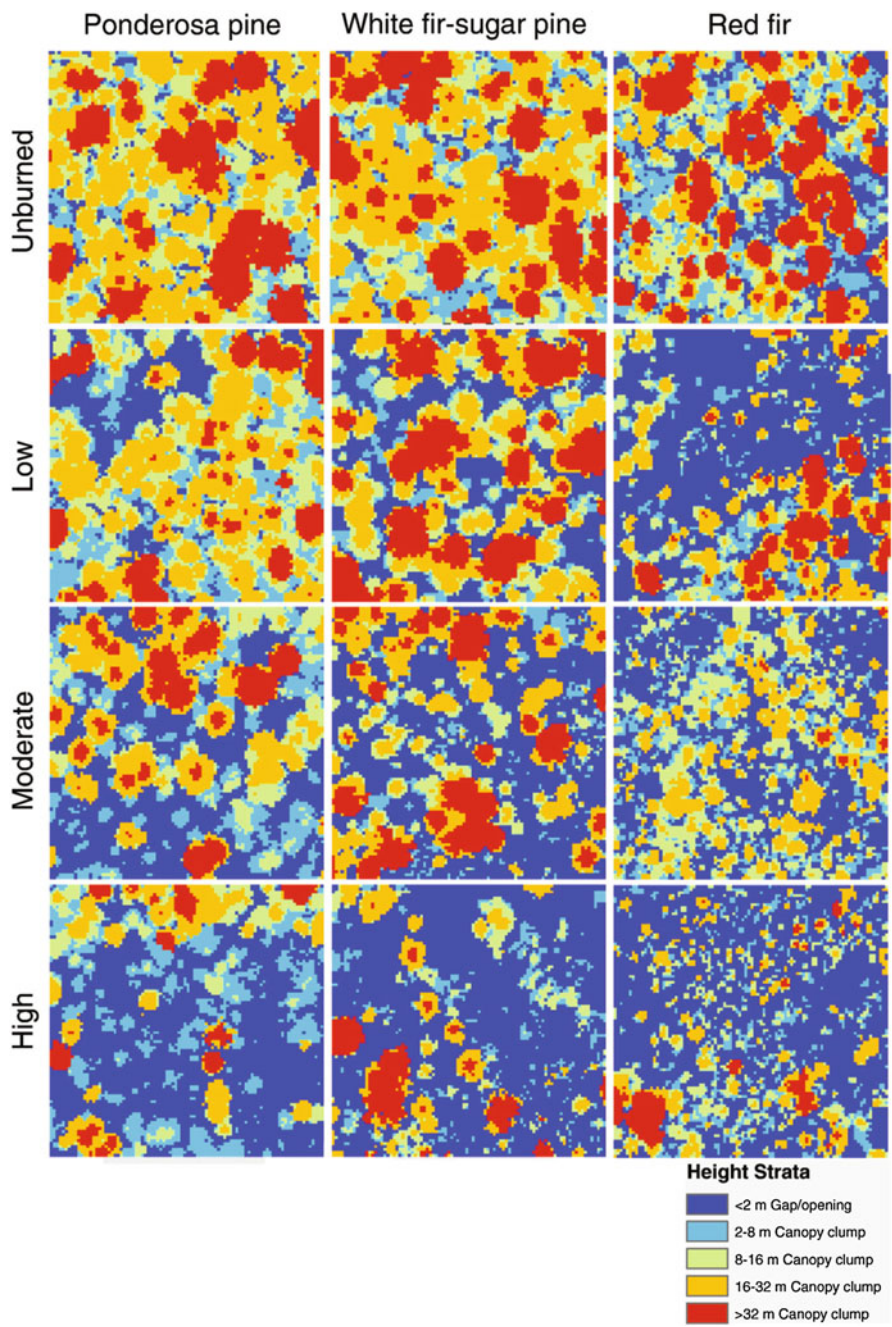 Ponderosa pine
White fir-sugar pine
Red fir
Unburned
Low
Moderate
High
Height Strata
<2 m Gap/opening
2-8 m Canopy clump
8-16 m Canopy clump
16-32 m Canopy clump
>32 m Canopy clump